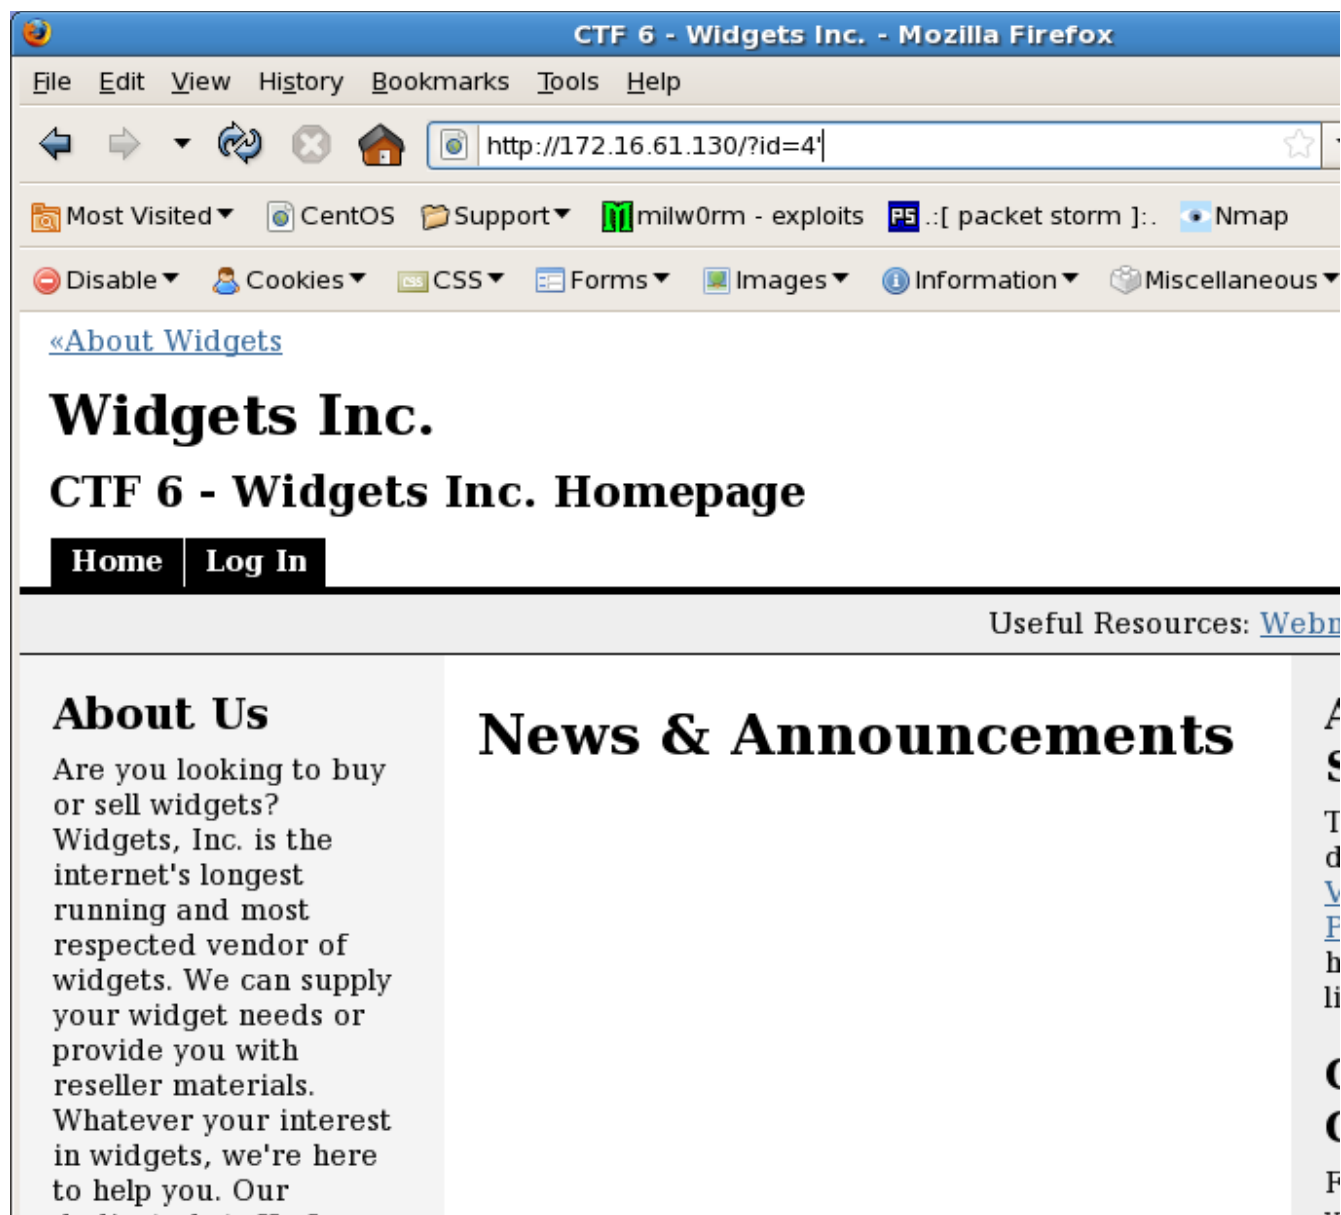 CTF 6 - Widgets Inc. - Mozilla Firefox
File Edit View History Bookmarks Tools Help
http://172.16.61.130/?id=4'
Most Visited CentOS Support milw0rm - exploits PS .:[ packet storm ]:. Nmap
Disable Cookies CSS CSS Forms Images Information Miscellaneous
«About Widgets
Widgets Inc.
CTF 6 - Widgets Inc. Homepage
Home Log In
Useful Resources:
About Us
Are you looking to buy
or sell widgets?
Widgets, Inc. is the
internet's longest
running and most
respected vendor of
widgets. We can supply
your widget needs or
provide you with
reseller materials.
Whatever your interest
in widgets, we're here
to help you. Our
News & Announcements